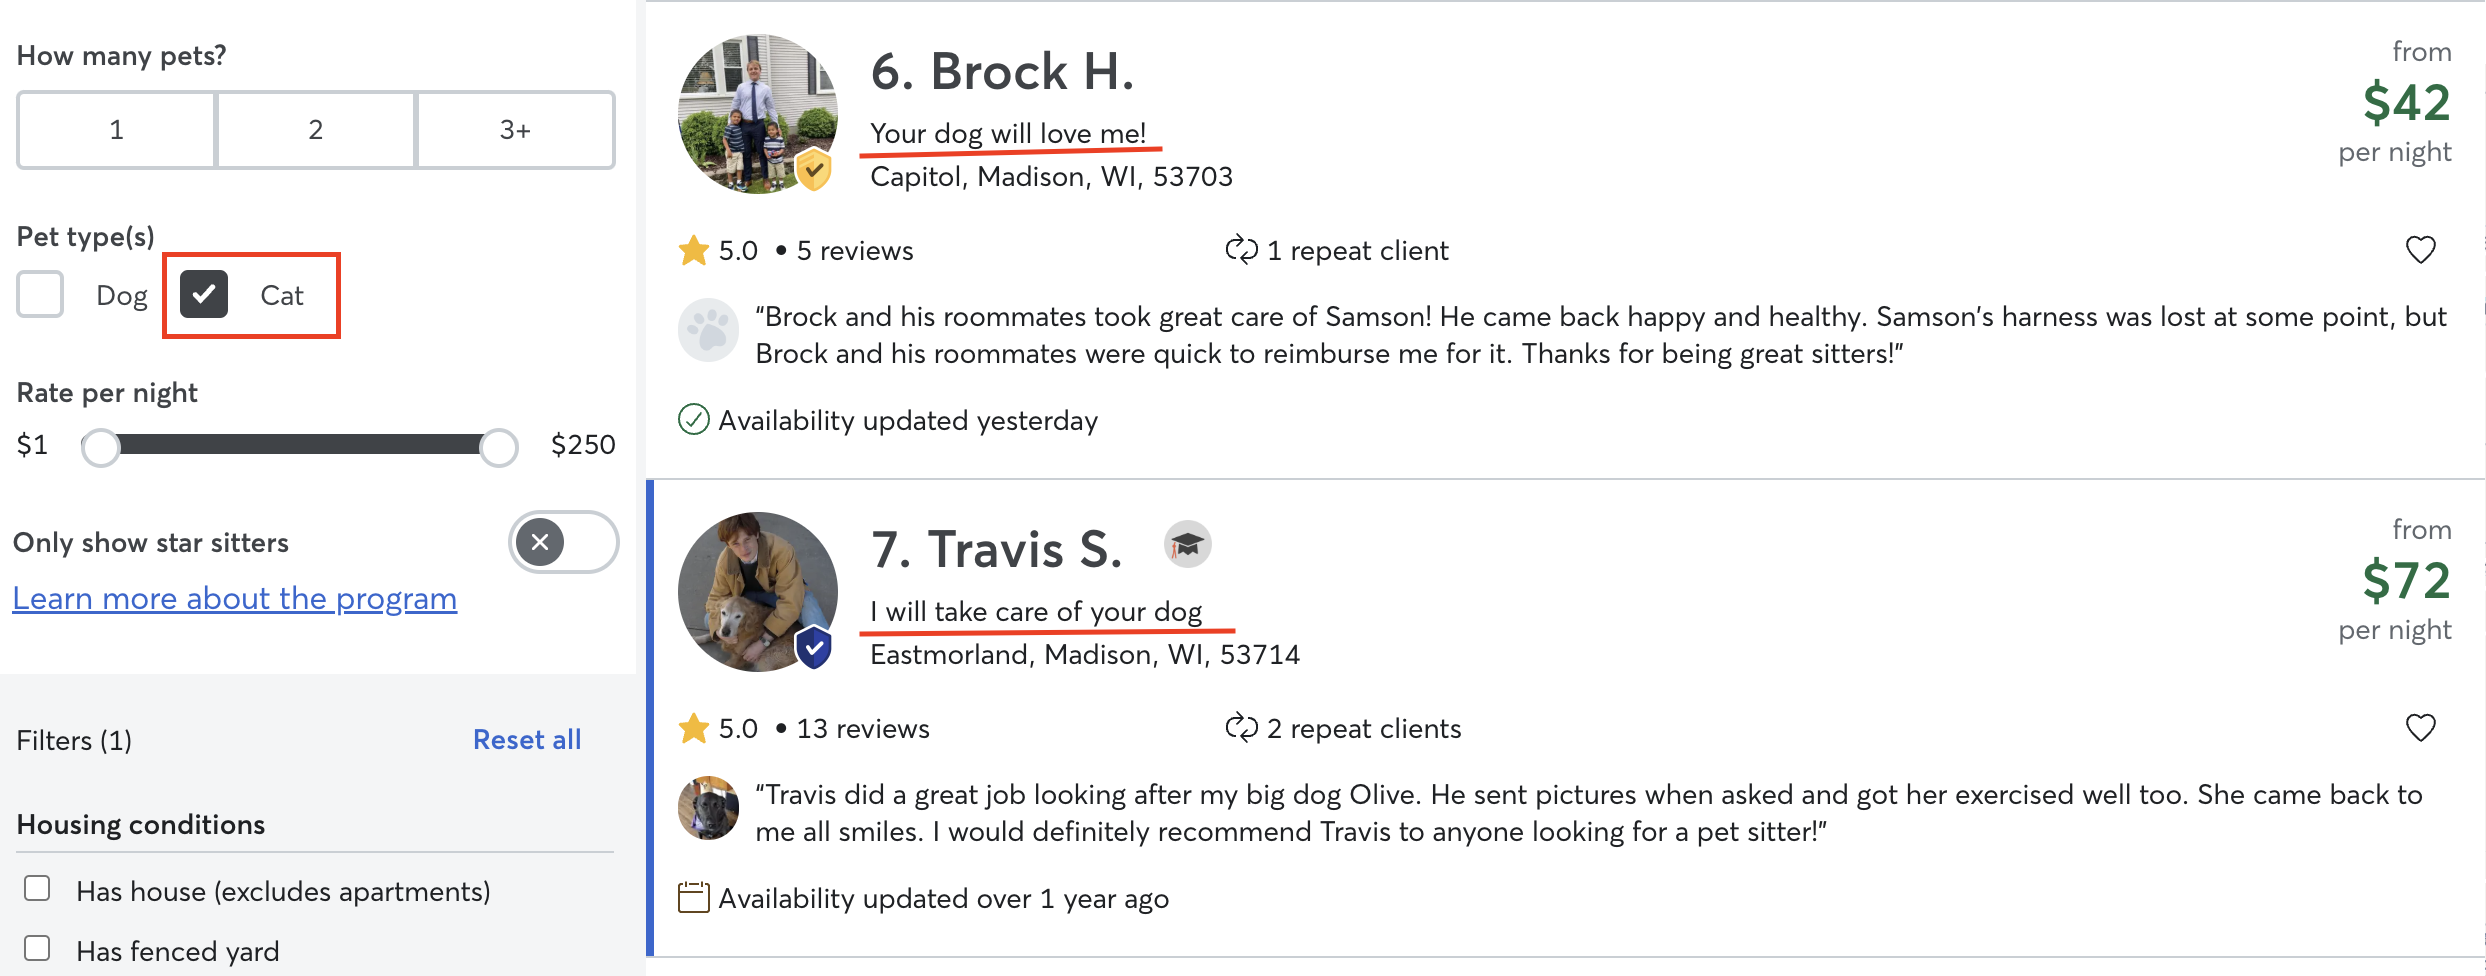 How many pets?
1 2 3+
Pet type(s)
Dog Cat
Rate per night
$1 $250
Only show star sitters
Learn more about the program
Filters (1) Reset all
Housing conditions
Has house (excludes apartments)
Has fenced yard
6. Brock H.
Your dog will love me!
Capitol, Madison, WI, 53703
from
$42
per night
5.0 • 5 reviews
1 repeat client
“Brock and his roommates took great care of Samson! He came back happy and healthy. Samson's harness was lost at some point, but
Brock and his roommates were quick to reimburse me for it. Thanks for being great sitters!”
Availability updated yesterday
7. Travis S.
I will take care of your dog
Eastmorland, Madison, WI, 53714
from
$72
per night
5.0 • 13 reviews
2 repeat clients
“Travis did a great job looking after my big dog Olive. He sent pictures when asked and got her exercised well too. She came back to
me all smiles. I would definitely recommend Travis to anyone looking for a pet sitter!”
Availability updated over 1 year ago